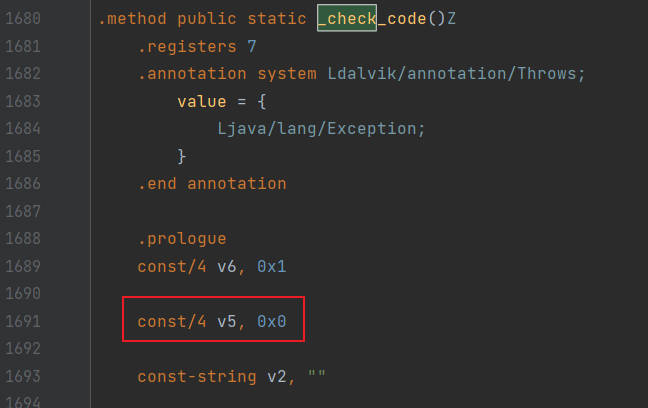 1680 .method public static _check_code()Z
1681 .registers 7
1682 .annotation system Ldalvik/annotation/Throws;
1683 value = {
1684 Ljava/lang/Exception;
1685 }
1686 .end annotation
1687
1688 .prologue
1689 const/4 v6, 0x1
1690
1691 const/4 v5, 0x0
1692
1693 const-string v2, ""
1694